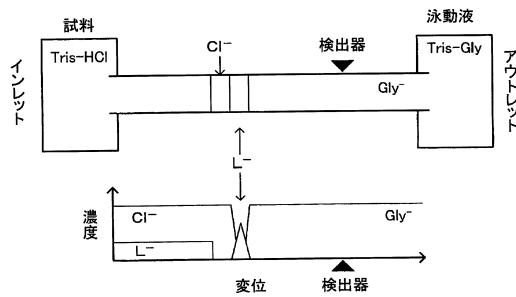 試料
泳動液
Tris-HCl
Cl⁻
検出器
Tris-Gly
インレット
アウトレット
Gly⁻
L⁻
濃度
Cl⁻
Gly⁻
L⁻
変位
検出器